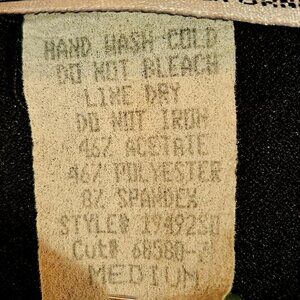 HAND WASH COLD
DO NOT BLEACH
LINE DRY
DO NOT IRON
46% ACETATE
46% POLYESTER
8% SPANDEX
STYLE# 19492SD
Cut# 68580-
MEDIUM